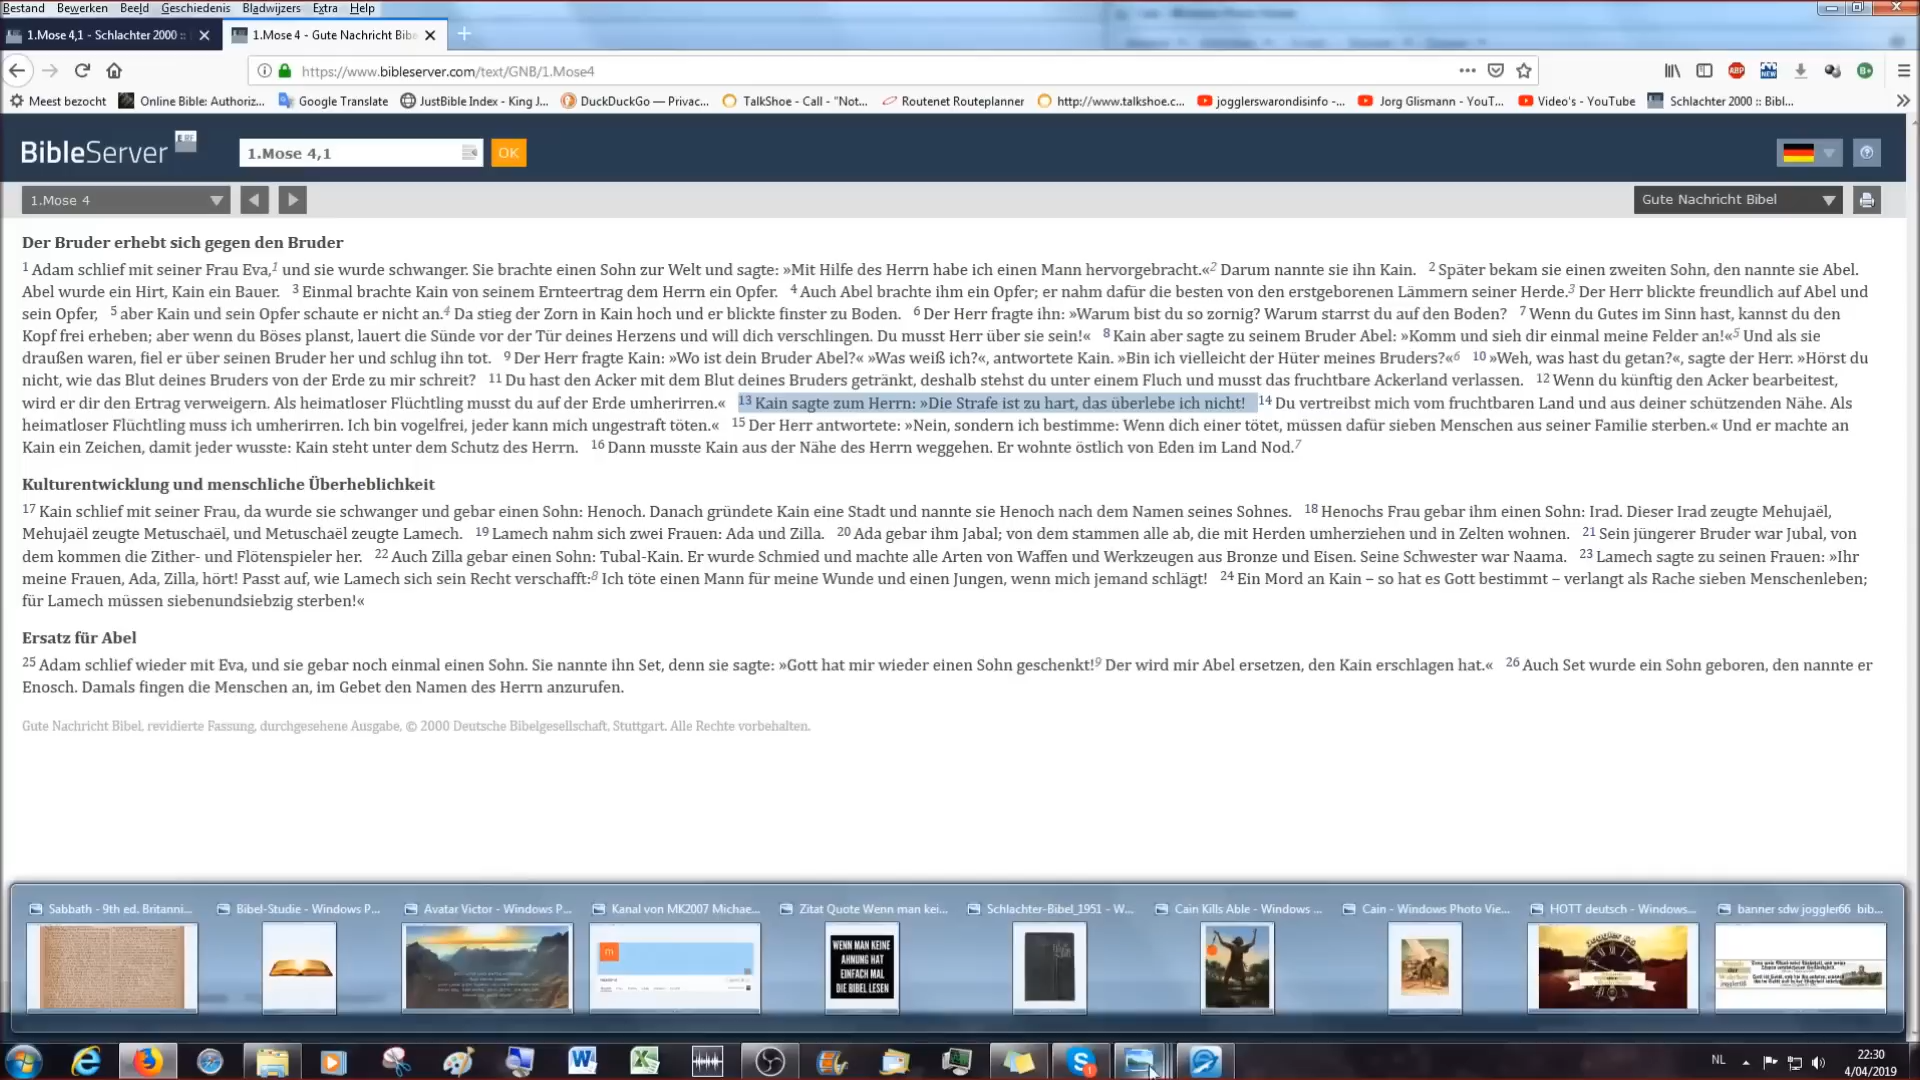 Bestand Bewerken Beeld Geschiedenis Bladwijzers Extra Help
1.Mose 4,1 - Schlachter 2000 ::
1.Mose 4 - Gute Nachricht Bibe
https://www.bibleserver.com/text/GNB/1.Mose4
Meest bezocht Online Bible: Authoriz... Google Translate JustBible Index - King J... DuckDuckGo — Privac... TalkShoe - Call - "Not... Routenet Routeplanner http://www.talkshoe.c... jogglerswarondisinfo -... Jorg Glismann - YouT... Video's - YouTube Schlachter 2000 :: Bibl...
BibleServer 1.Mose 4,1 OK
1.Mose 4 Gute Nachricht Bibel
Der Bruder erhebt sich gegen den Bruder
1 Adam schlief mit seiner Frau Eva,1 und sie wurde schwanger. Sie brachte einen Sohn zur Welt und sagte: »Mit Hilfe des Herrn habe ich einen Mann hervorgebracht.«2 Darum nannte sie ihn Kain. 2 Später bekam sie einen zweiten Sohn, den nannte sie Abel.
Abel wurde ein Hirt, Kain ein Bauer. 3 Einmal brachte Kain von seinem Ernteertrag dem Herrn ein Opfer. 4 Auch Abel brachte ihm ein Opfer; er nahm dafür die besten von den erstgeborenen Lämmern seiner Herde.3 Der Herr blickte freundlich auf Abel und
sein Opfer, 5 aber Kain und sein Opfer schaute er nicht an.4 Da stieg der Zorn in Kain hoch und er blickte finster zu Boden. 6 Der Herr fragte ihn: »Warum bist du so zornig? Warum starrst du auf den Boden? 7 Wenn du Gutes im Sinn hast, kannst du den
Kopf frei erheben; aber wenn du Böses planst, lauert die Sünde vor der Tür deines Herzens und will dich verschlingen. Du musst Herr über sie sein!« 8 Kain aber sagte zu seinem Bruder Abel: »Komm und sieh dir einmal meine Felder an!«5 Und als sie
draußen waren, fiel er über seinen Bruder her und schlug ihn tot. 9 Der Herr fragte Kain: »Wo ist dein Bruder Abel?« »Was weiß ich?«, antwortete Kain. »Bin ich vielleicht der Hüter meines Bruders?«6 10 »Weh, was hast du getan?«, sagte der Herr. »Hörst du
nicht, wie das Blut deines Bruders von der Erde zu mir schreit? 11 Du hast den Acker mit dem Blut deines Bruders getränkt, deshalb stehst du unter einem Fluch und musst das fruchtbare Ackerland verlassen. 12 Wenn du künftig den Acker bearbeitest,
wird er dir den Ertrag verweigern. Als heimatloser Flüchtling musst du auf der Erde umherirren.« 13 Kain sagte zum Herrn: »Die Strafe ist zu hart, das überlebe ich nicht! 14 Du vertreibst mich vom fruchtbaren Land und aus deiner schützenden Nähe. Als
heimatloser Flüchtling muss ich umherirren. Ich bin vogelfrei, jeder kann mich ungestraft töten.« 15 Der Herr antwortete: »Nein, sondern ich bestimme: Wenn dich einer tötet, müssen dafür sieben Menschen aus seiner Familie sterben.« Und er machte an
Kain ein Zeichen, damit jeder wusste: Kain steht unter dem Schutz des Herrn. 16 Dann musste Kain aus der Nähe des Herrn weggehen. Er wohnte östlich von Eden im Land Nod.7
Kulturentwicklung und menschliche Überheblichkeit
17 Kain schlief mit seiner Frau, da wurde sie schwanger und gebar einen Sohn: Henoch. Danach gründete Kain eine Stadt und nannte sie Henoch nach dem Namen seines Sohnes. 18 Henochs Frau gebar ihm einen Sohn: Irad. Dieser Irad zeugte Mehujaël,
Mehujaël zeugte Metuschaël, und Metuschaël zeugte Lamech. 19 Lamech nahm sich zwei Frauen: Ada und Zilla. 20 Ada gebar ihm Jabal; von dem stammen alle ab, die mit Herden umherziehen und in Zelten wohnen. 21 Sein jüngerer Bruder war Jubal, von
dem kommen die Zither- und Flötenspieler her. 22 Auch Zilla gebar einen Sohn: Tubal-Kain. Er wurde Schmied und machte alle Arten von Waffen und Werkzeugen aus Bronze und Eisen. Seine Schwester war Naama. 23 Lamech sagte zu seinen Frauen: »Ihr
meine Frauen, Ada, Zilla, hört! Passt auf, wie Lamech sich sein Recht verschafft:8 Ich töte einen Mann für meine Wunde und einen Jungen, wenn mich jemand schlägt! 24 Ein Mord an Kain – so hat es Gott bestimmt – verlangt als Rache sieben Menschenleben;
für Lamech müssen siebenundsiebzig sterben!«
Ersatz für Abel
25 Adam schlief wieder mit Eva, und sie gebar noch einmal einen Sohn. Sie nannte ihn Set, denn sie sagte: »Gott hat mir wieder einen Sohn geschenkt!9 Der wird mir Abel ersetzen, den Kain erschlagen hat.« 26 Auch Set wurde ein Sohn geboren, den nannte er
Enosch. Damals fingen die Menschen an, im Gebet den Namen des Herrn anzurufen.
Gute Nachricht Bibel, revidierte Fassung, durchgesehene Ausgabe, © 2000 Deutsche Bibelgesellschaft, Stuttgart. Alle Rechte vorbehalten.
Sabbath - 9th ed. Britanni... Bibel-Studie - Windows P... Avatar Victor - Windows P... Kanal von MK2007 Michae... Zitat Quote Wenn man kei... Schlachter-Bibel_1951 - W... Cain Kills Able - Windows ... Cain - Windows Photo Vie... HOTT deutsch - Windows... banner sdw joggler66 bib...
WENN MAN KEINE
AHNUNG HAT
EINFACH MAL
DIE BIBEL LESEN
Joggler 66
NL 22:30
4/04/2019